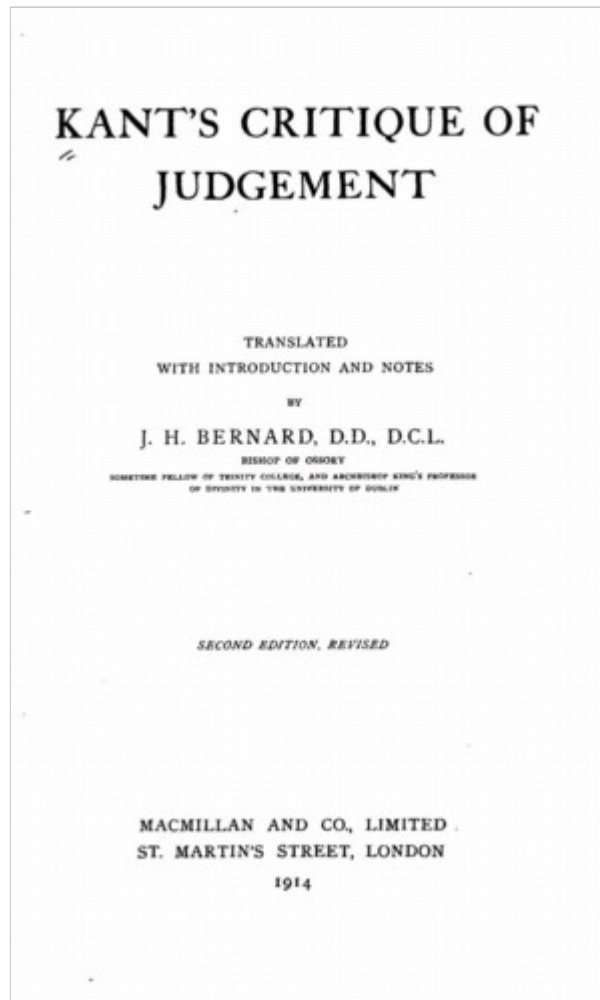 KANT'S CRITIQUE OF
JUDGEMENT
TRANSLATED
WITH INTRODUCTION AND NOTES
BY
J. H. BERNARD, D.D., D.C.L.
BISHOP OF OSSORY
SOMETIME FELLOW OF TRINITY COLLEGE, AND ARCHBISHOP KING'S PROFESSOR
OF DIVINITY IN THE UNIVERSITY OF DUBLIN
SECOND EDITION, REVISED
MACMILLAN AND CO., LIMITED
ST. MARTIN'S STREET, LONDON
1914